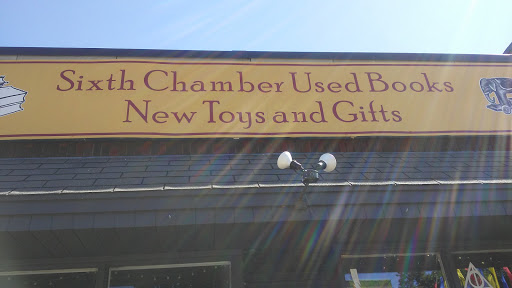 Sixth Chamber Used Books
New Toys and Gifts